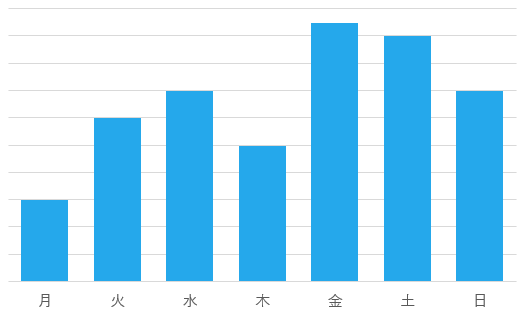 月 火 水 木 金 土 日